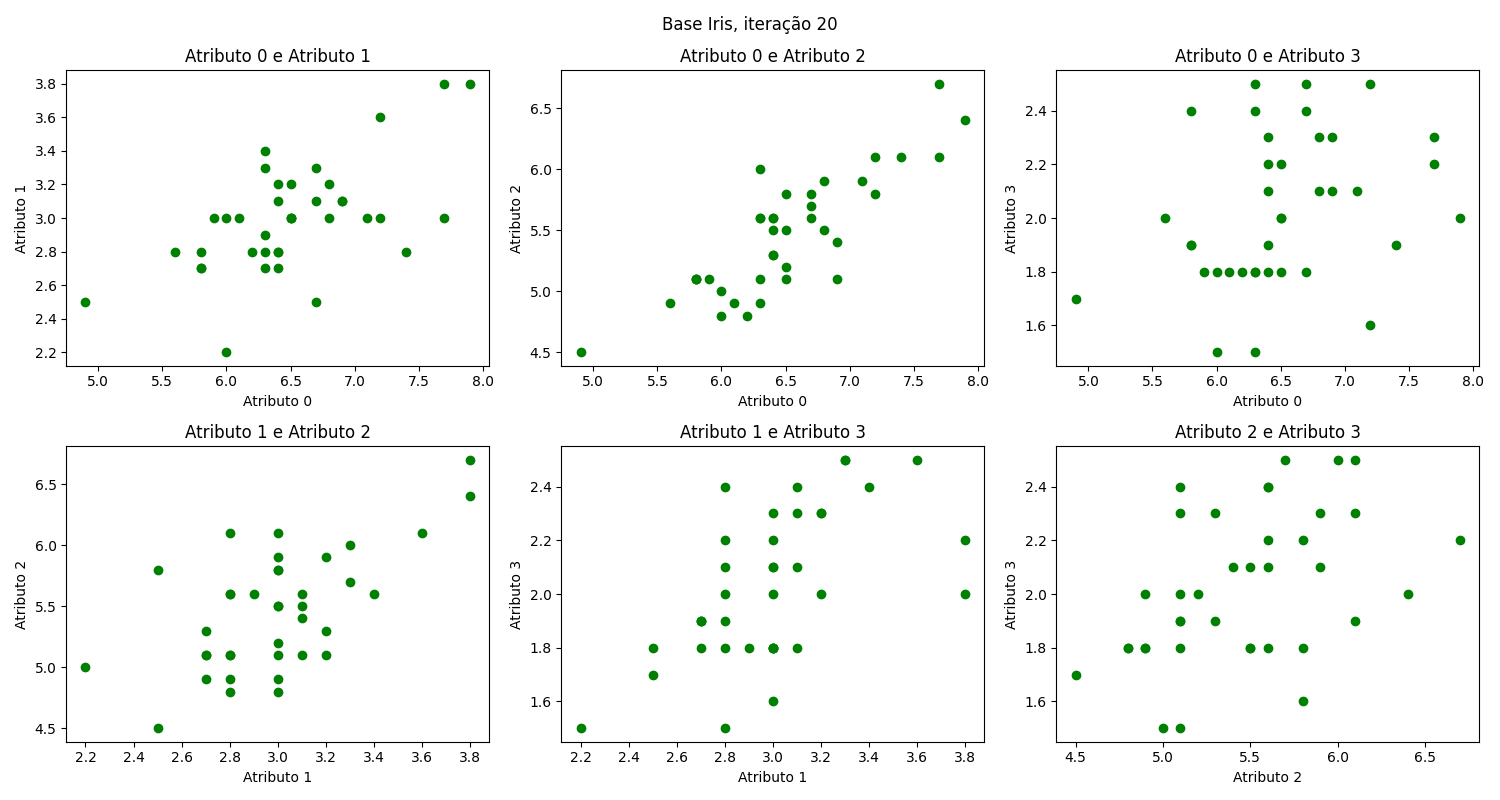 Base Iris, iteração 20
Atributo 0 e Atributo 1
Atributo 1
3.8
3.6
3.4
3.2
3.0
2.8
2.6
2.4
2.2
5.0 5.5 6.0 6.5 7.0 7.5 8.0
Atributo 0
Atributo 0 e Atributo 2
Atributo 2
6.5
6.0
5.5
5.0
4.5
5.0 5.5 6.0 6.5 7.0 7.5 8.0
Atributo 0
Atributo 0 e Atributo 3
Atributo 3
2.4
2.2
2.0
1.8
1.6
5.0 5.5 6.0 6.5 7.0 7.5 8.0
Atributo 0
Atributo 1 e Atributo 2
Atributo 2
6.5
6.0
5.5
5.0
4.5
2.2 2.4 2.6 2.8 3.0 3.2 3.4 3.6 3.8
Atributo 1
Atributo 1 e Atributo 3
Atributo 3
2.4
2.2
2.0
1.8
1.6
2.2 2.4 2.6 2.8 3.0 3.2 3.4 3.6 3.8
Atributo 1
Atributo 2 e Atributo 3
Atributo 3
2.4
2.2
2.0
1.8
1.6
4.5 5.0 5.5 6.0 6.5
Atributo 2